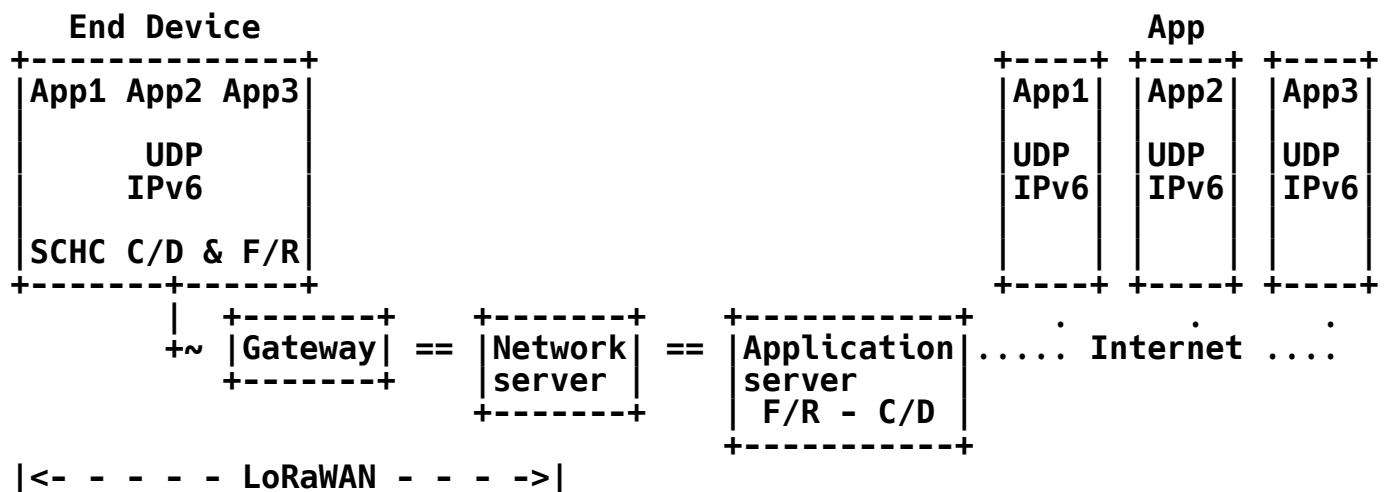 End Device                                               App
+--------------+                                    +----+ +----+ +----+
|App1 App2 App3|                                    |App1| |App2| |App3|
|              |                                    |    | |    | |    |
|      UDP     |                                    |UDP | |UDP | |UDP |
|     IPv6     |                                    |IPv6| |IPv6| |IPv6|
|              |                                    |    | |    | |    |
|SCHC C/D & F/R|                                    |    | |    | |    |
+-------+------+                                    +----+ +----+ +----+
        |  +-------+    +-------+    +-----------+    .      .      .
        +~ |Gateway| == |Network| == |Application|..... Internet ....
           +-------+    |server |    |server     |
                        +-------+    | F/R - C/D |
                                     +-----------+
|<- - - - - LoRaWAN - - - ->|